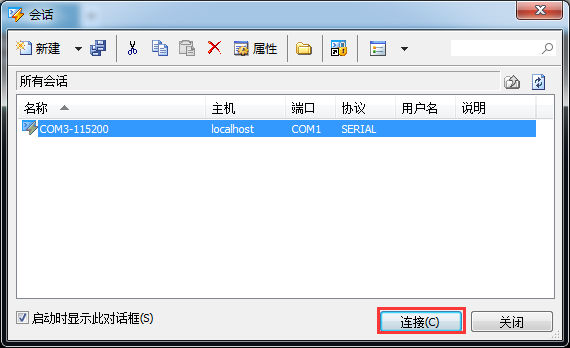 会话
新建 属性
所有会话
名称 主机 端口 协议 用户名 说明
COM3-115200 localhost COM1 SERIAL
启动时显示此对话框(S) 连接(C) 关闭